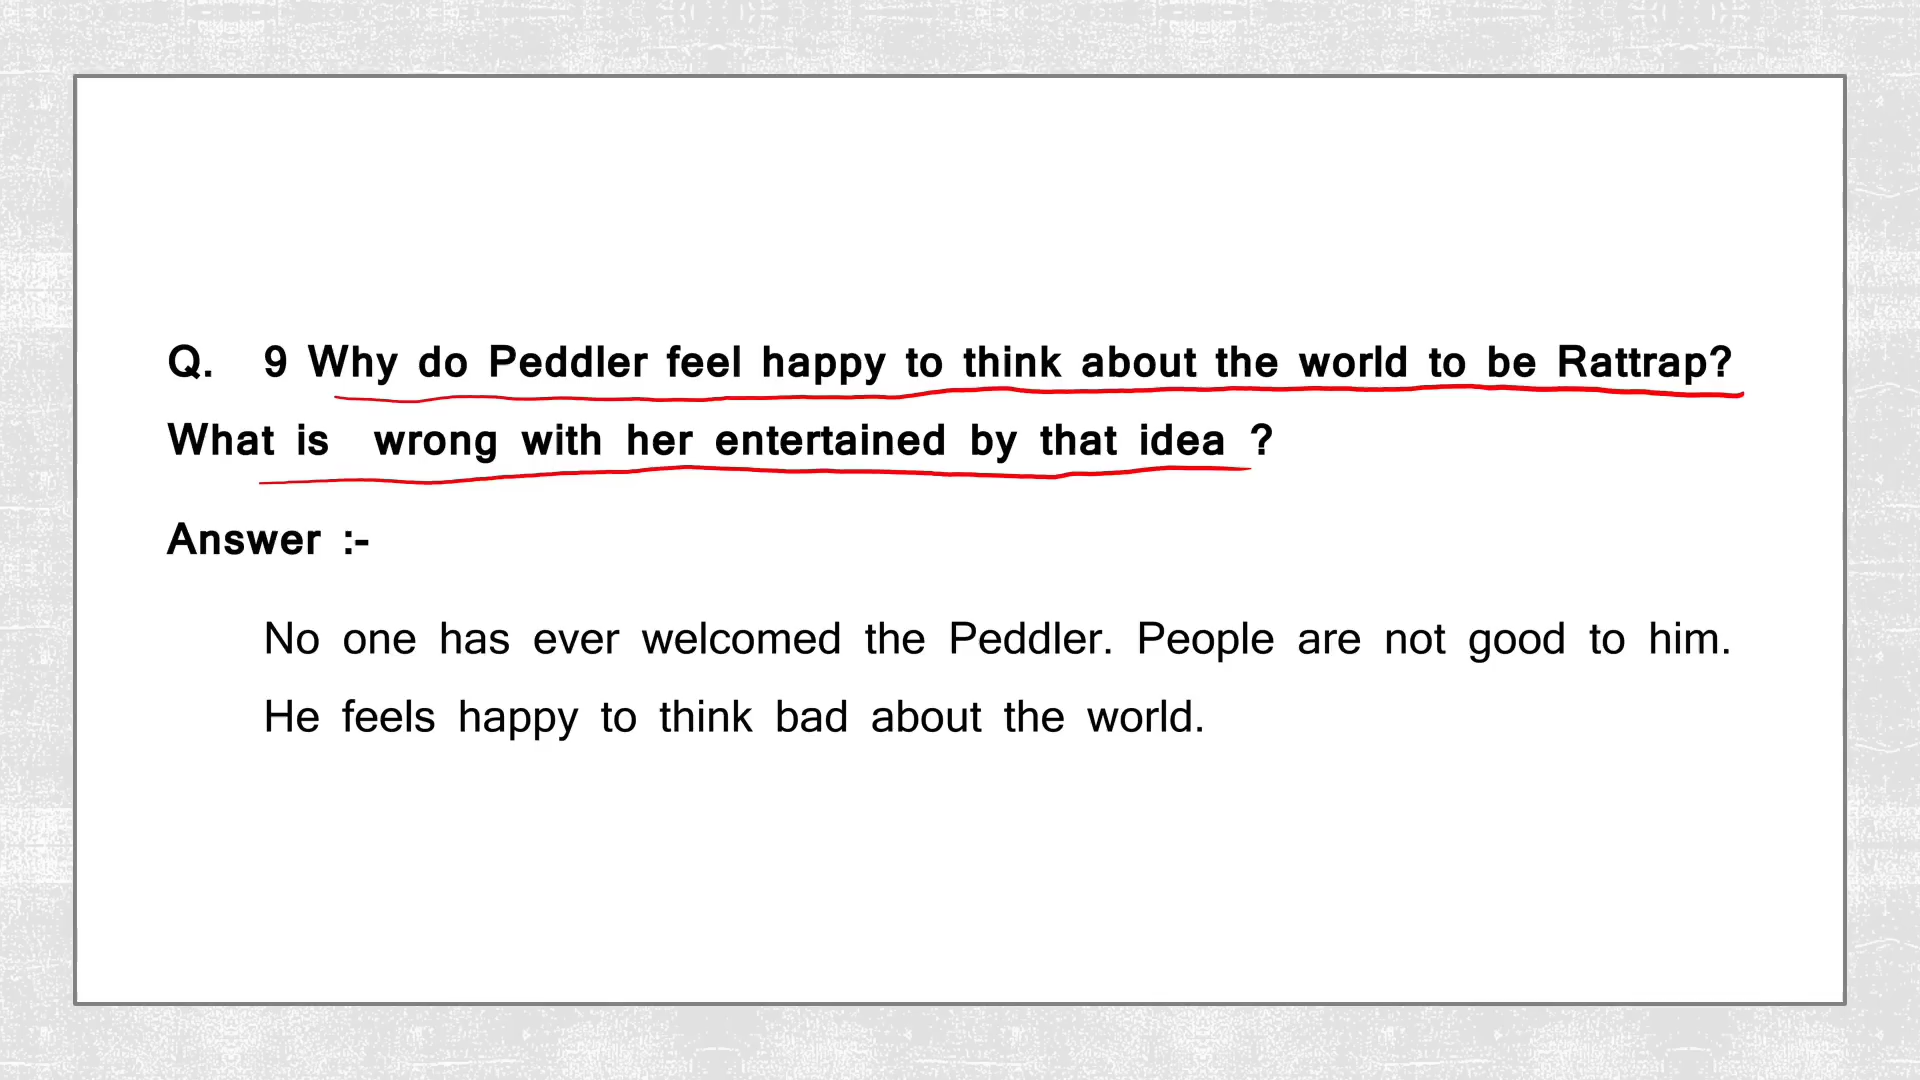 Q. 9 Why do Peddler feel happy to think about the world to be Rattrap?
What is wrong with her entertained by that idea ?
Answer :-
No one has ever welcomed the Peddler. People are not good to him.
He feels happy to think bad about the world.